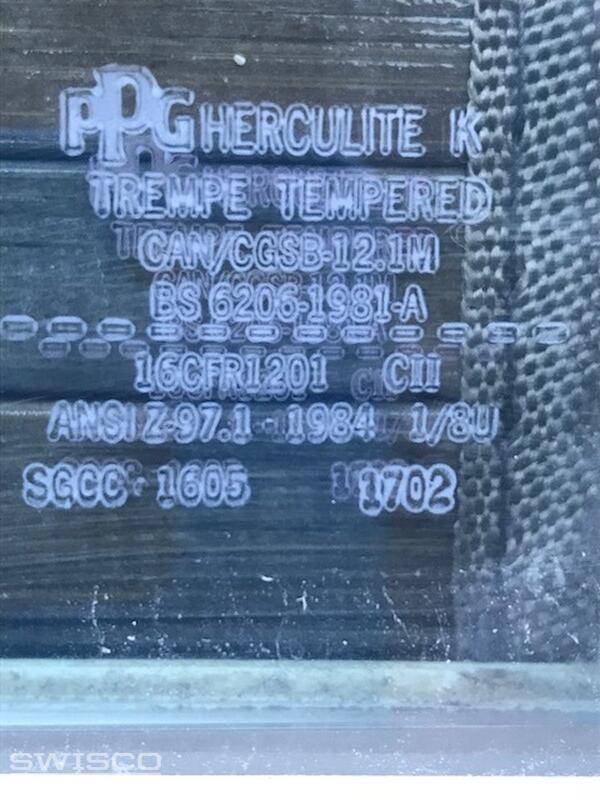 PPG HERCULITE K
TREMPE TEMPERED
CAN/CGSB-12.1M
BS 6206-1981-A
16CFR1201 CII
ANSI Z-97.1 - 1984 1/8U
SGCC - 1605 1702
SWISCO